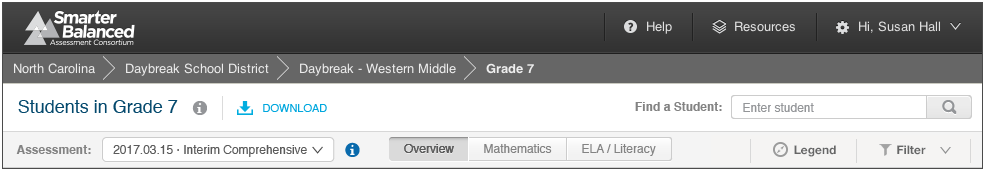 Smarter
Balanced
Assessment Consortium
Help
Resources
Hi, Susan Hall
North Carolina
Daybreak School District
Daybreak - Western Middle
Grade 7
Students in Grade 7
DOWNLOAD
Find a Student:
Enter student
Assessment:
2017.03.15 · Interim Comprehensive
Overview
Mathematics
ELA / Literacy
Legend
Filter